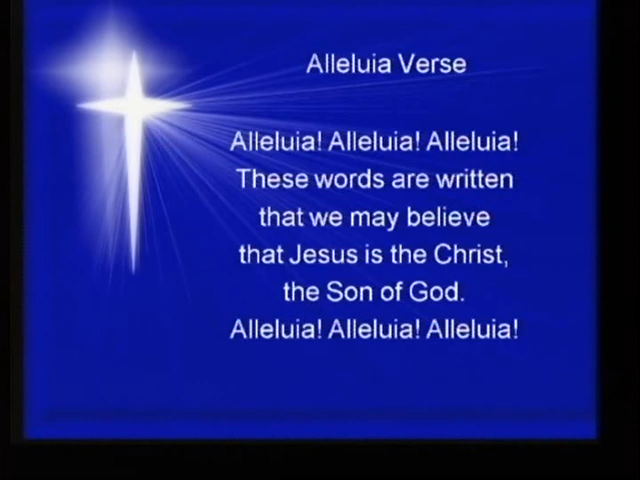 Alleluia Verse
Alleluia! Alleluia! Alleluia!
These words are written
that we may believe
that Jesus is the Christ,
the Son of God.
Alleluia! Alleluia! Alleluia!